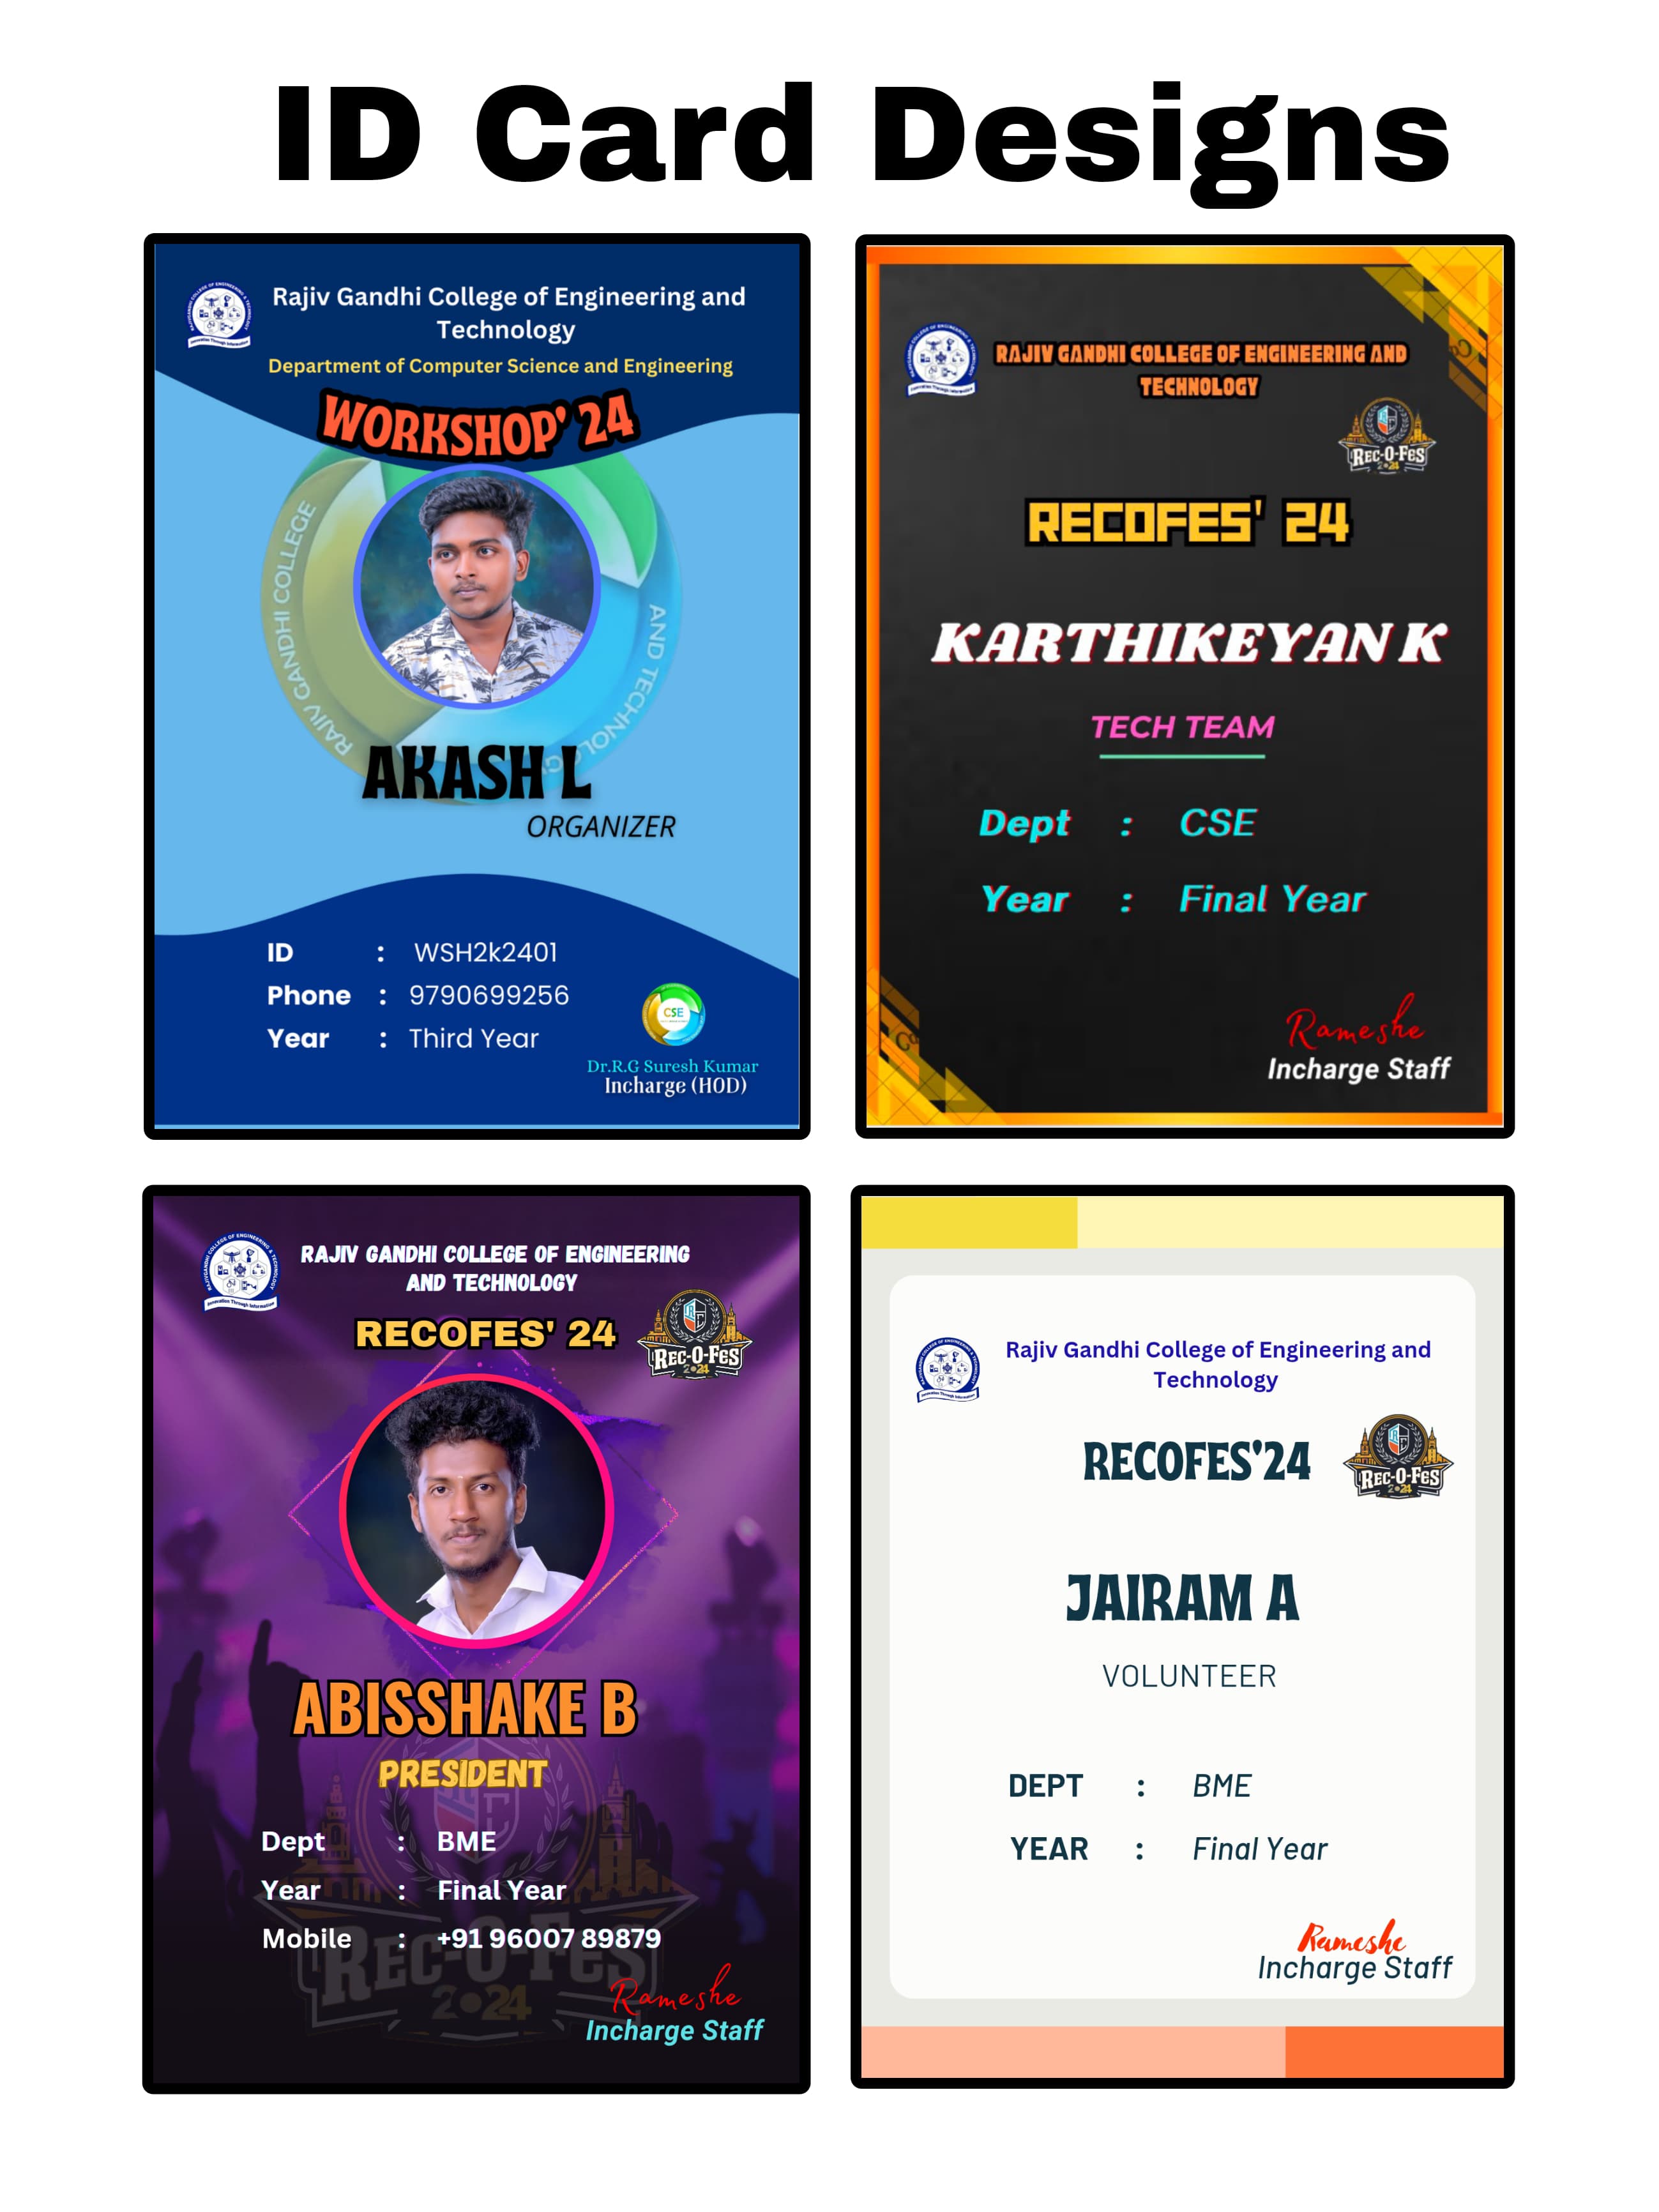 ID Card Designs
Rajiv Gandhi College of Engineering and
Technology
Department of Computer Science and Engineering
WORKSHOP' 24
RAJIV GANDHI COLLEGE
AND TECHNOLOG
AKASH L
ORGANIZER
ID : WSH2k2401
Phone : 9790699256
Year : Third Year
CSE
Dr.R.G Suresh Kumar
Incharge (HOD)
RAJIV GANDHI COLLEGE OF ENGINEERING AND
TECHNOLOGY
REC-O-FES
2024
RECOFES' 24
KARTHIKEYAN K
TECH TEAM
Dept : CSE
Year : Final Year
Rameshe
Incharge Staff
RAJIV GANDHI COLLEGE OF ENGINEERING
AND TECHNOLOGY
RECOFES' 24
REC-O-FES
2024
ABISSHAKE B
PRESIDENT
Dept : BME
Year : Final Year
Mobile : +91 96007 89879
REC-O-FES
2024
Rameshe
Incharge Staff
Rajiv Gandhi College of Engineering and
Technology
RECOFES'24
REC-O-FES
2024
JAIRAM A
VOLUNTEER
DEPT : BME
YEAR : Final Year
Rameshe
Incharge Staff